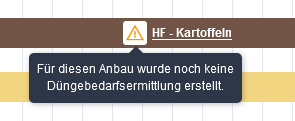 HF - Kartoffeln
Für diesen Anbau wurde noch keine
Düngebedarfsermittlung erstellt.